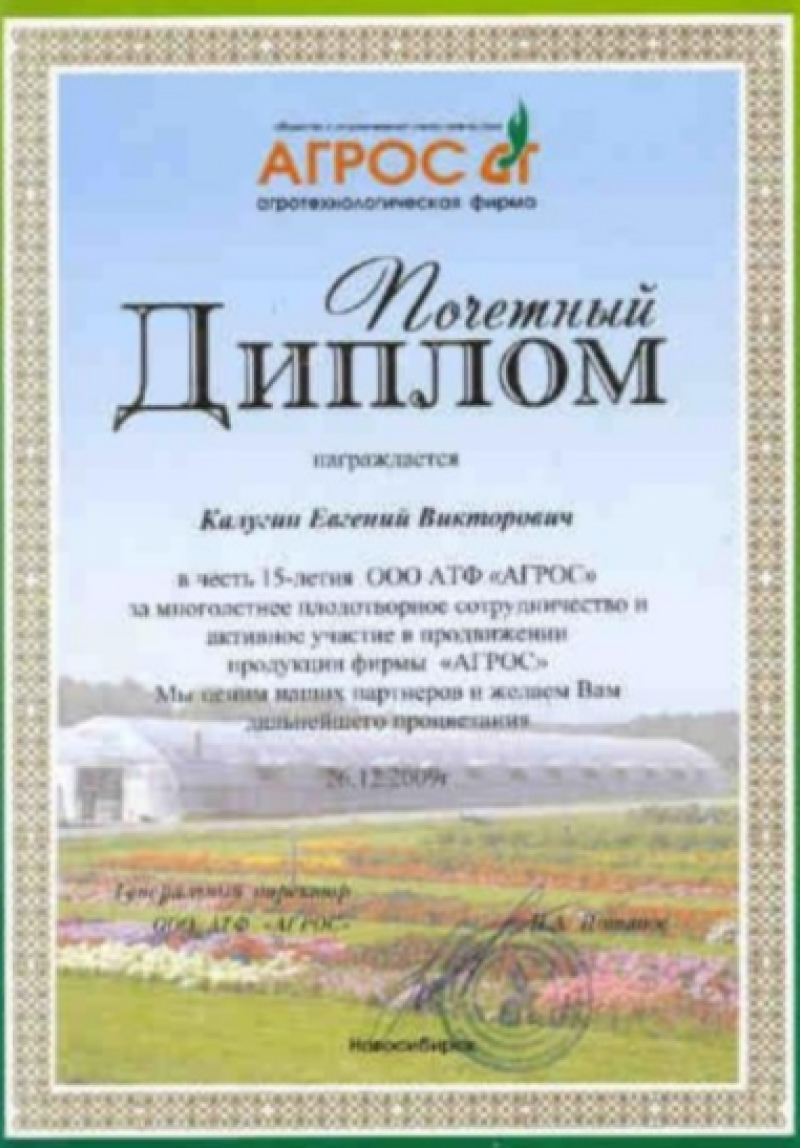 АГРОС
агротехнологическая фирма
Почетный
Диплом
награждается
Калугин Евгений Викторович
в честь 15-летия ООО АТФ «АГРОС»
за многолетнее плодотворное сотрудничество и
активное участие в продвижении
продукции фирмы «АГРОС»
Мы ценим наших партнеров и желаем Вам
дальнейшего процветания
26.12.2009г
Генеральный директор
ООО АТФ «АГРОС»
Новосибирск